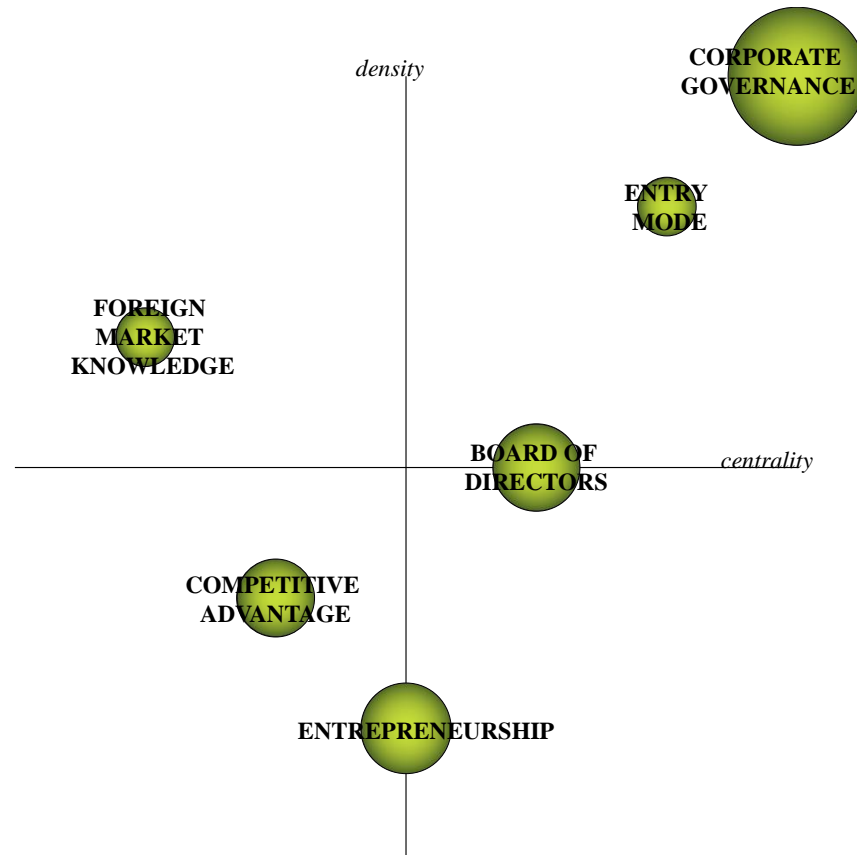 CORPORATE
GOVERNANCE
density
ENTRY
MODE
FOREIGN
MARKET
KNOWLEDGE
BOARD OF
DIRECTORS
centrality
COMPETITIVE
ADVANTAGE
ENTREPRENEURSHIP